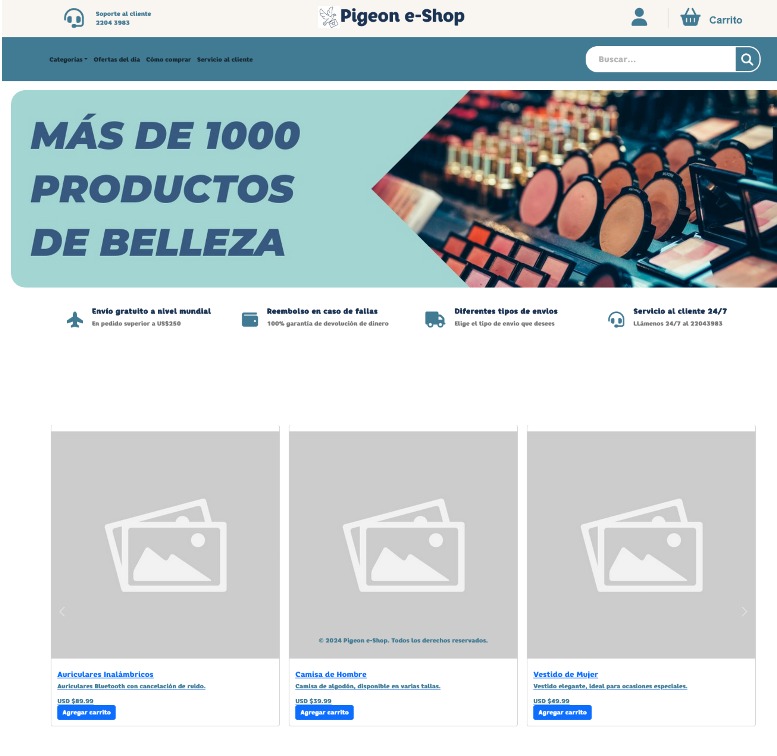 Soporte al cliente
2204 3983
Pigeon e-Shop
Carrito
Categorías
Ofertas del día
Cómo comprar
Servicio al cliente
Buscar...
MÁS DE 1000
PRODUCTOS
DE BELLEZA
Envío gratuito a nivel mundial
En pedido superior a US$250
Reembolso en caso de fallas
100% garantía de devolución de dinero
Diferentes tipos de envíos
Elige el tipo de envio que desees
Servicio al cliente 24/7
LLámenos 24/7 al 22043983
© 2024 Pigeon e-Shop. Todos los derechos reservados.
Auriculares Inalámbricos
Auriculares Bluetooth con cancelación de ruido.
USD $89.99
Agregar carrito
Camisa de Hombre
Camisa de algodón, disponible en varias tallas.
USD $39.99
Agregar carrito
Vestido de Mujer
Vestido elegante, ideal para ocasiones especiales.
USD $49.99
Agregar carrito